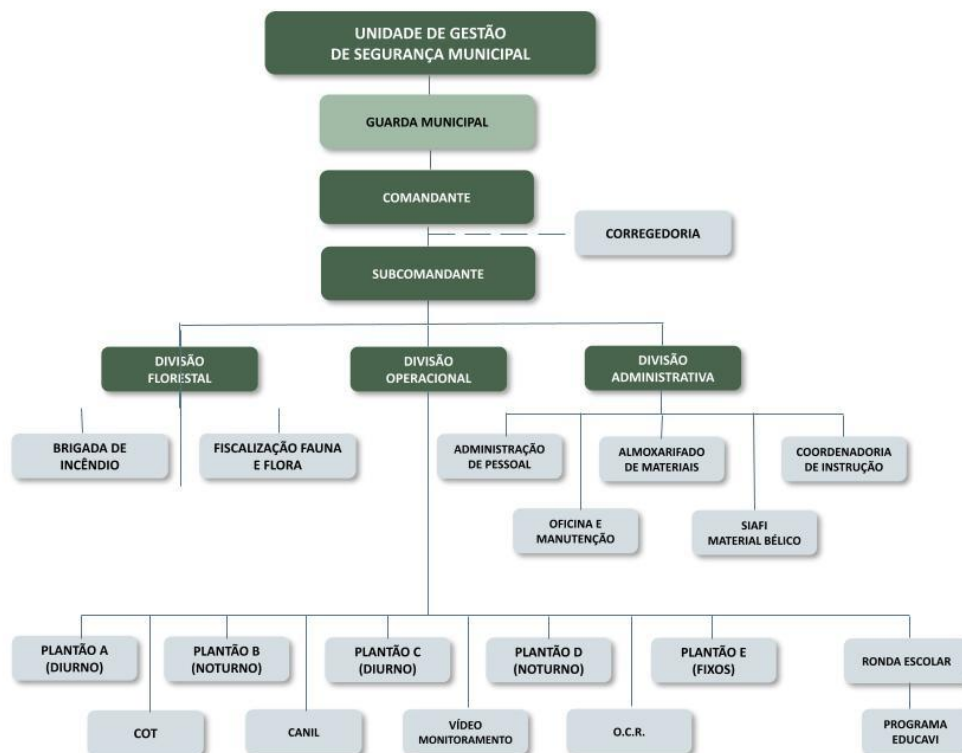 UNIDADE DE GESTÃO
DE SEGURANÇA MUNICIPAL
GUARDA MUNICIPAL
COMANDANTE
CORREGEDORIA
SUBCOMANDANTE
DIVISÃO
FLORESTAL
DIVISÃO
OPERACIONAL
DIVISÃO
ADMINISTRATIVA
BRIGADA DE
INCÊNDIO
FISCALIZAÇÃO FAUNA
E FLORA
ADMINISTRAÇÃO
DE PESSOAL
ALMOXARIFADO
DE MATERIAIS
COORDENADORIA
DE INSTRUÇÃO
OFICINA E
MANUTENÇÃO
SIAFI
MATERIAL BÉLICO
PLANTÃO A
(DIURNO)
PLANTÃO B
(NOTURNO)
PLANTÃO C
(DIURNO)
PLANTÃO D
(NOTURNO)
PLANTÃO E
(FIXOS)
RONDA ESCOLAR
COT
CANIL
VÍDEO
MONITORAMENTO
O.C.R.
PROGRAMA
EDUCAVI